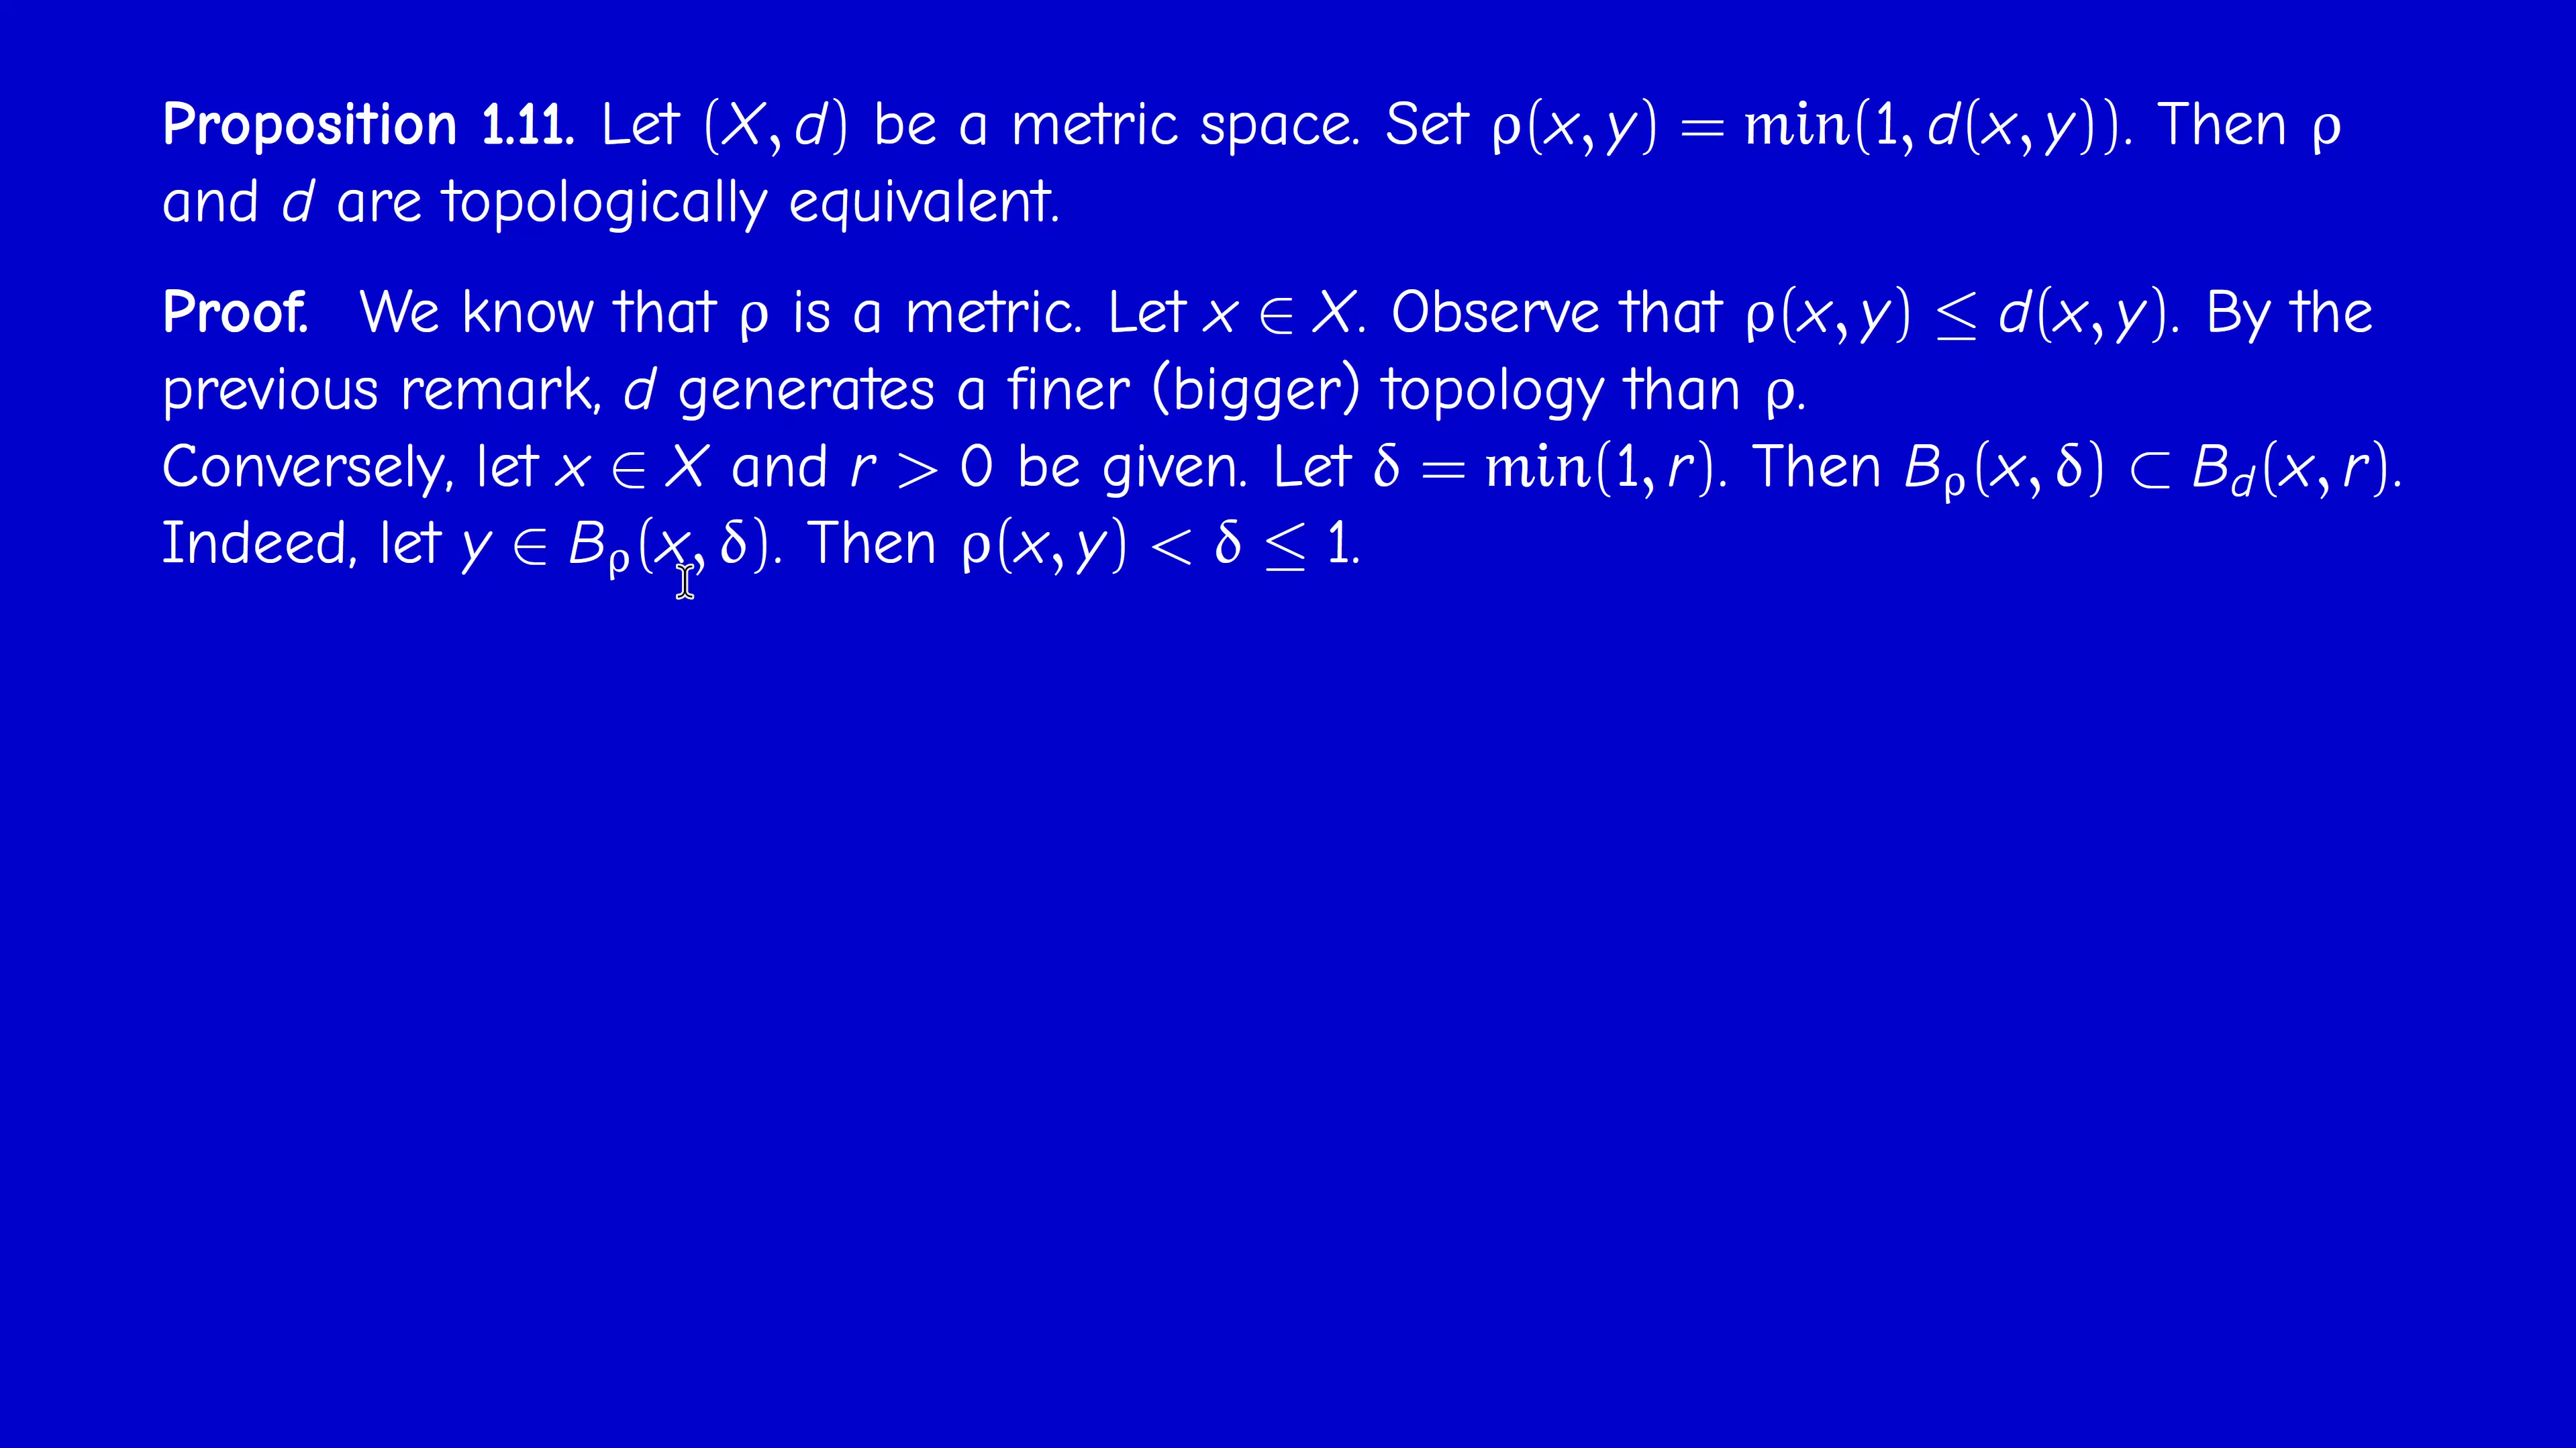 Proposition 1.11. Let (X, d) be a metric space. Set ρ(x, y) = min(1, d(x, y)). Then ρ
and d are topologically equivalent.
Proof. We know that ρ is a metric. Let x ∈ X. Observe that ρ(x, y) ≤ d(x, y). By the
previous remark, d generates a finer (bigger) topology than ρ.
Conversely, let x ∈ X and r > 0 be given. Let δ = min(1, r). Then B_ρ(x, δ) ⊂ B_d(x, r).
Indeed, let y ∈ B_ρ(x, δ). Then ρ(x, y) < δ ≤ 1.